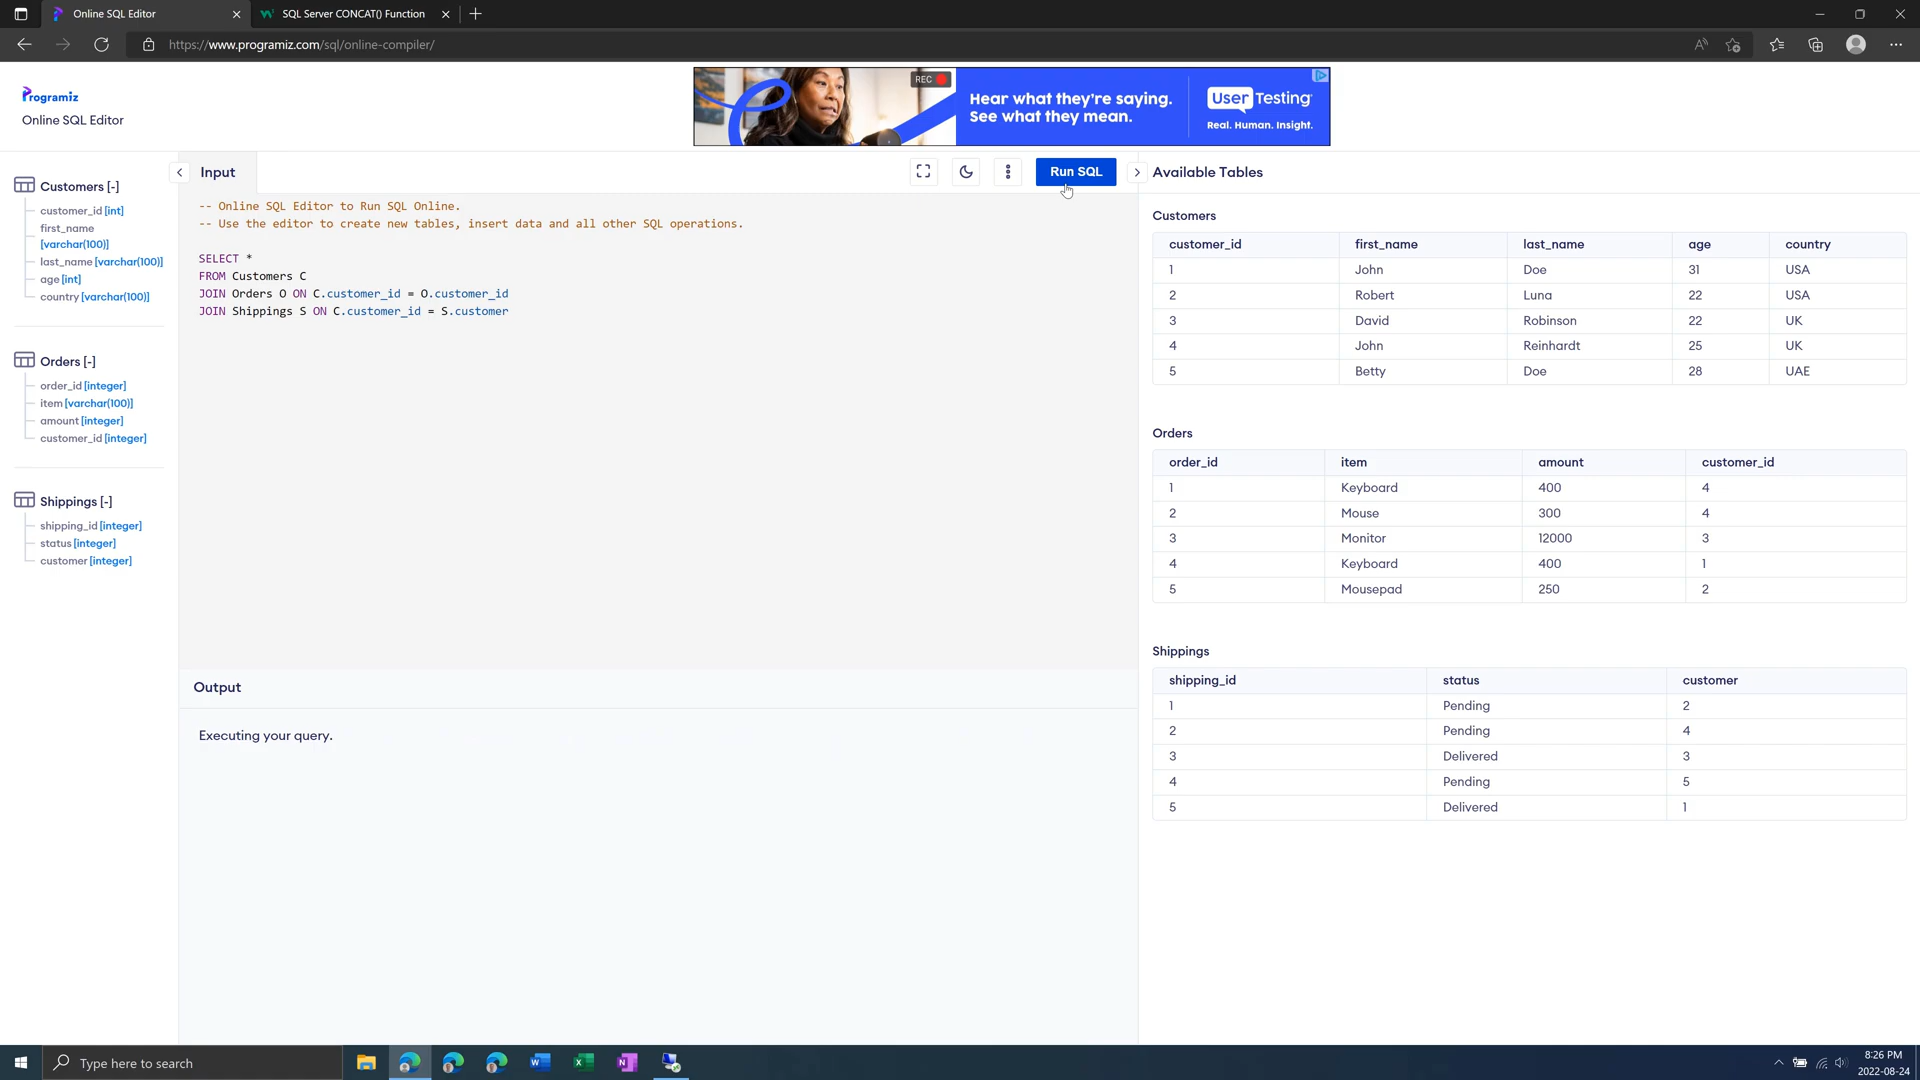 Online SQL Editor
SQL Server CONCAT() Function
https://www.programiz.com/sql/online-compiler/
Programiz
Online SQL Editor
REC
Hear what they're saying.
See what they mean.
User Testing
Real. Human. Insight.
Customers [-]
customer_id [int]
first_name
[varchar(100)]
last_name [varchar(100)]
age [int]
country [varchar(100)]
Orders [-]
order_id [integer]
item [varchar(100)]
amount [integer]
customer_id [integer]
Shippings [-]
shipping_id [integer]
status [integer]
customer [integer]
Input
Run SQL
-- Online SQL Editor to Run SQL Online.
-- Use the editor to create new tables, insert data and all other SQL operations.
SELECT *
FROM Customers C
JOIN Orders O ON C.customer_id = O.customer_id
JOIN Shippings S ON C.customer_id = S.customer
Output
Executing your query.
Available Tables
Customers
customer_id first_name last_name age country
1 John Doe 31 USA
2 Robert Luna 22 USA
3 David Robinson 22 UK
4 John Reinhardt 25 UK
5 Betty Doe 28 UAE
Orders
order_id item amount customer_id
1 Keyboard 400 4
2 Mouse 300 4
3 Monitor 12000 3
4 Keyboard 400 1
5 Mousepad 250 2
Shippings
shipping_id status customer
1 Pending 2
2 Pending 4
3 Delivered 3
4 Pending 5
5 Delivered 1
Type here to search
8:26 PM
2022-08-24